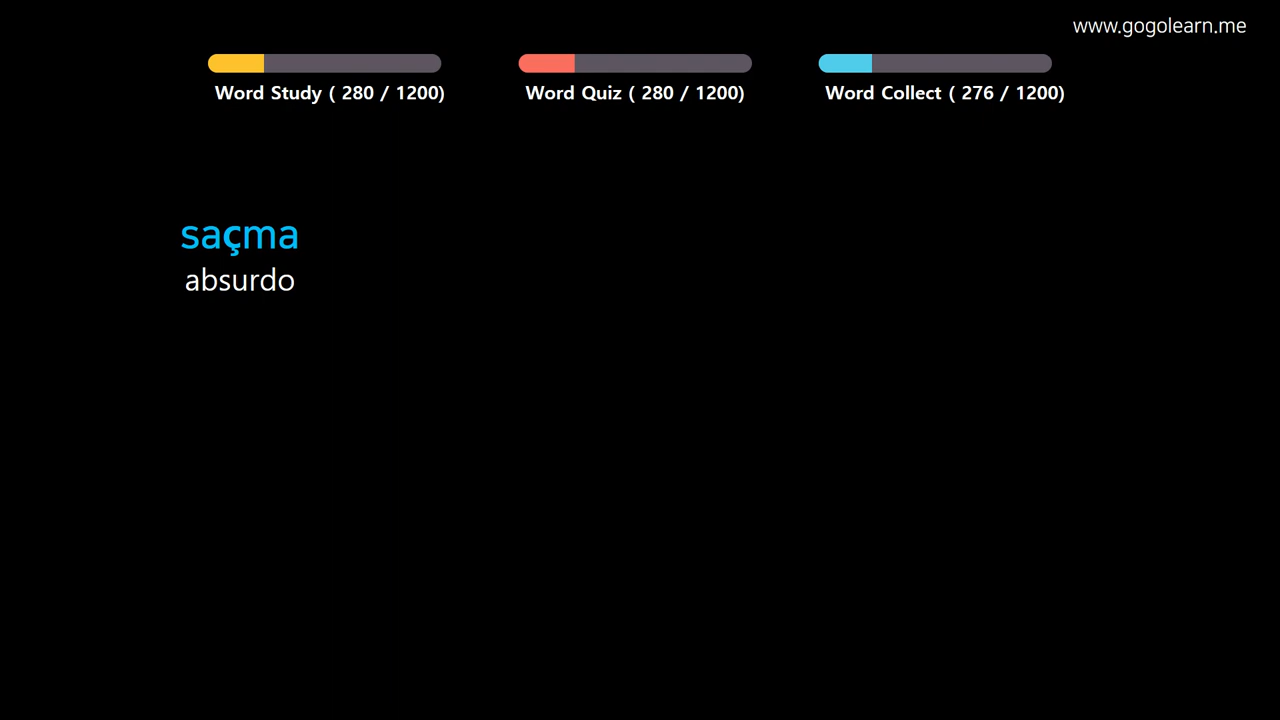 www.gogolearn.me
Word Study ( 280 / 1200)
Word Quiz ( 280 / 1200)
Word Collect ( 276 / 1200)
saçma
absurdo